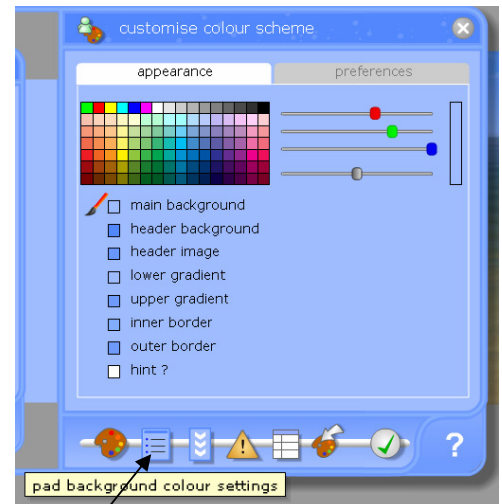 customise colour scheme
appearance
preferences
main background
header background
header image
lower gradient
upper gradient
inner border
outer border
hint ?
?
pad background colour settings